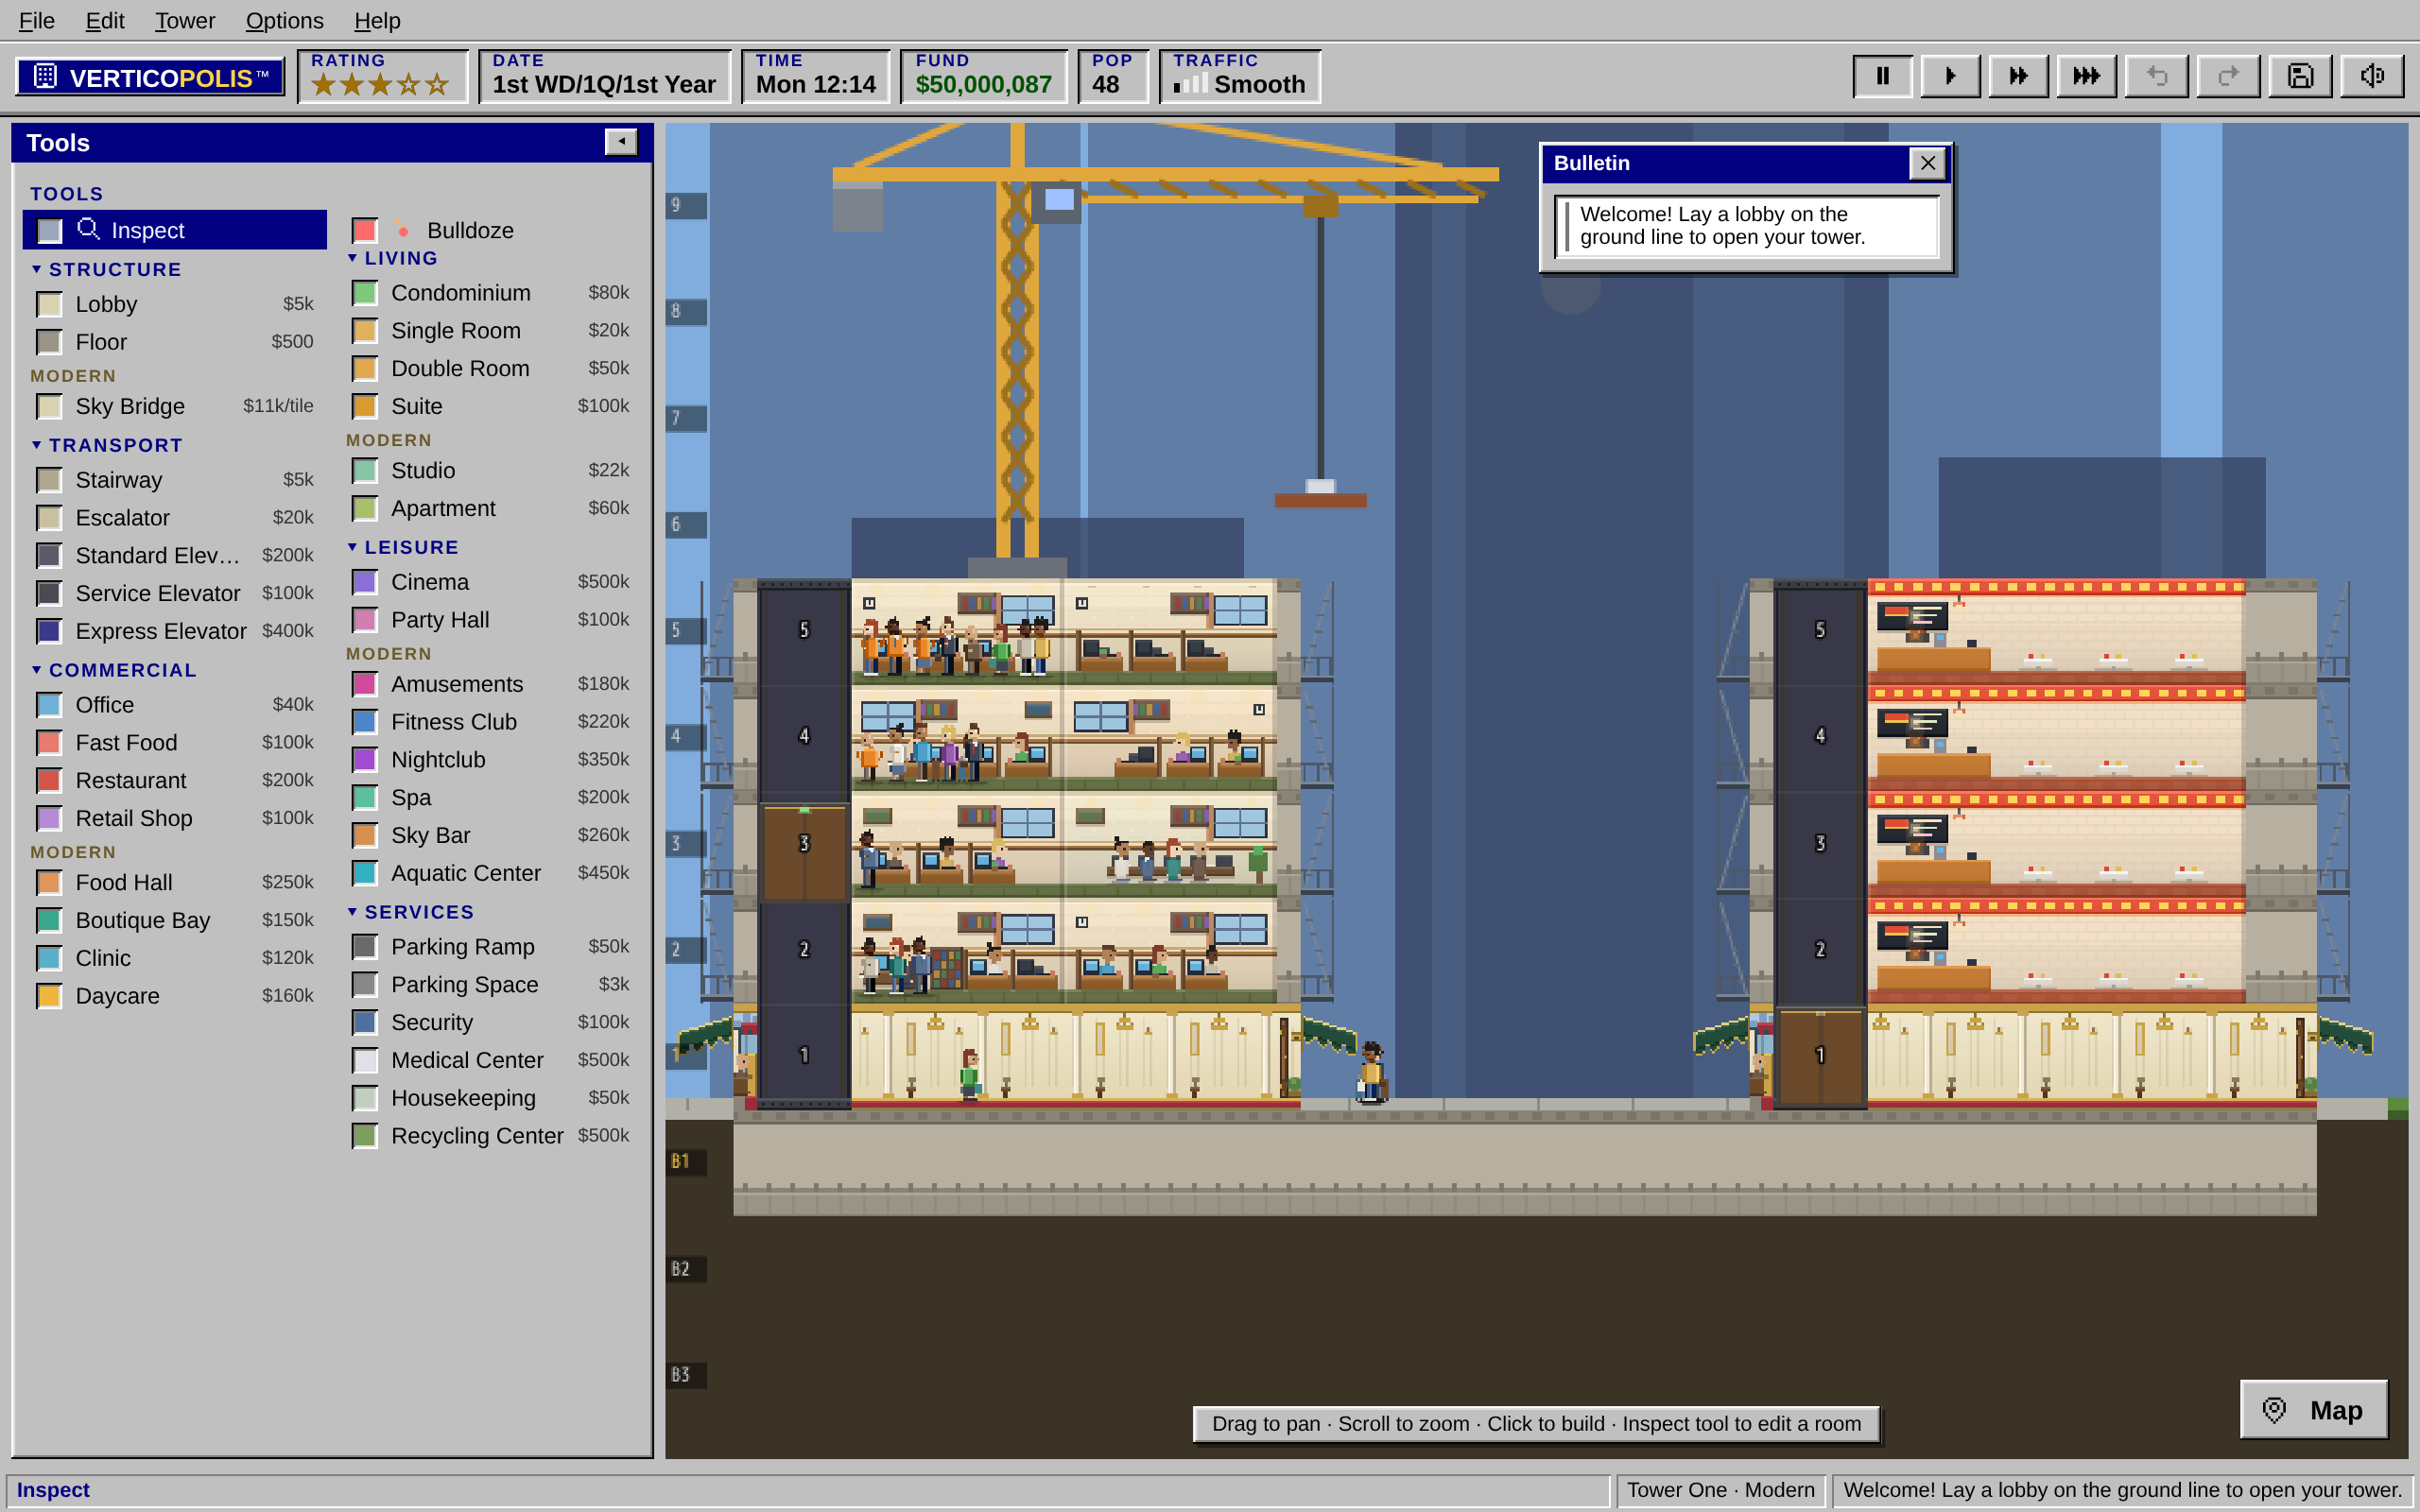 File Edit Tower Options Help
VERTICOPOLIS™
RATING
DATE
1st WD/1Q/1st Year
TIME
Mon 12:14
FUND
$50,000,087
POP
48
TRAFFIC
Smooth
Tools
TOOLS
Inspect
Bulldoze
STRUCTURE
Lobby $5k
Floor $500
MODERN
Sky Bridge $11k/tile
TRANSPORT
Stairway $5k
Escalator $20k
Standard Elev… $200k
Service Elevator $100k
Express Elevator $400k
COMMERCIAL
Office $40k
Fast Food $100k
Restaurant $200k
Retail Shop $100k
MODERN
Food Hall $250k
Boutique Bay $150k
Clinic $120k
Daycare $160k
LIVING
Condominium $80k
Single Room $20k
Double Room $50k
Suite $100k
MODERN
Studio $22k
Apartment $60k
LEISURE
Cinema $500k
Party Hall $100k
MODERN
Amusements $180k
Fitness Club $220k
Nightclub $350k
Spa $200k
Sky Bar $260k
Aquatic Center $450k
SERVICES
Parking Ramp $50k
Parking Space $3k
Security $100k
Medical Center $500k
Housekeeping $50k
Recycling Center $500k
Bulletin
Welcome! Lay a lobby on the
ground line to open your tower.
9
8
7
6
5
4
3
2
1
B1
B2
B3
5
4
3
2
1
5
4
3
2
1
Drag to pan · Scroll to zoom · Click to build · Inspect tool to edit a room
Map
Inspect
Tower One · Modern
Welcome! Lay a lobby on the ground line to open your tower.